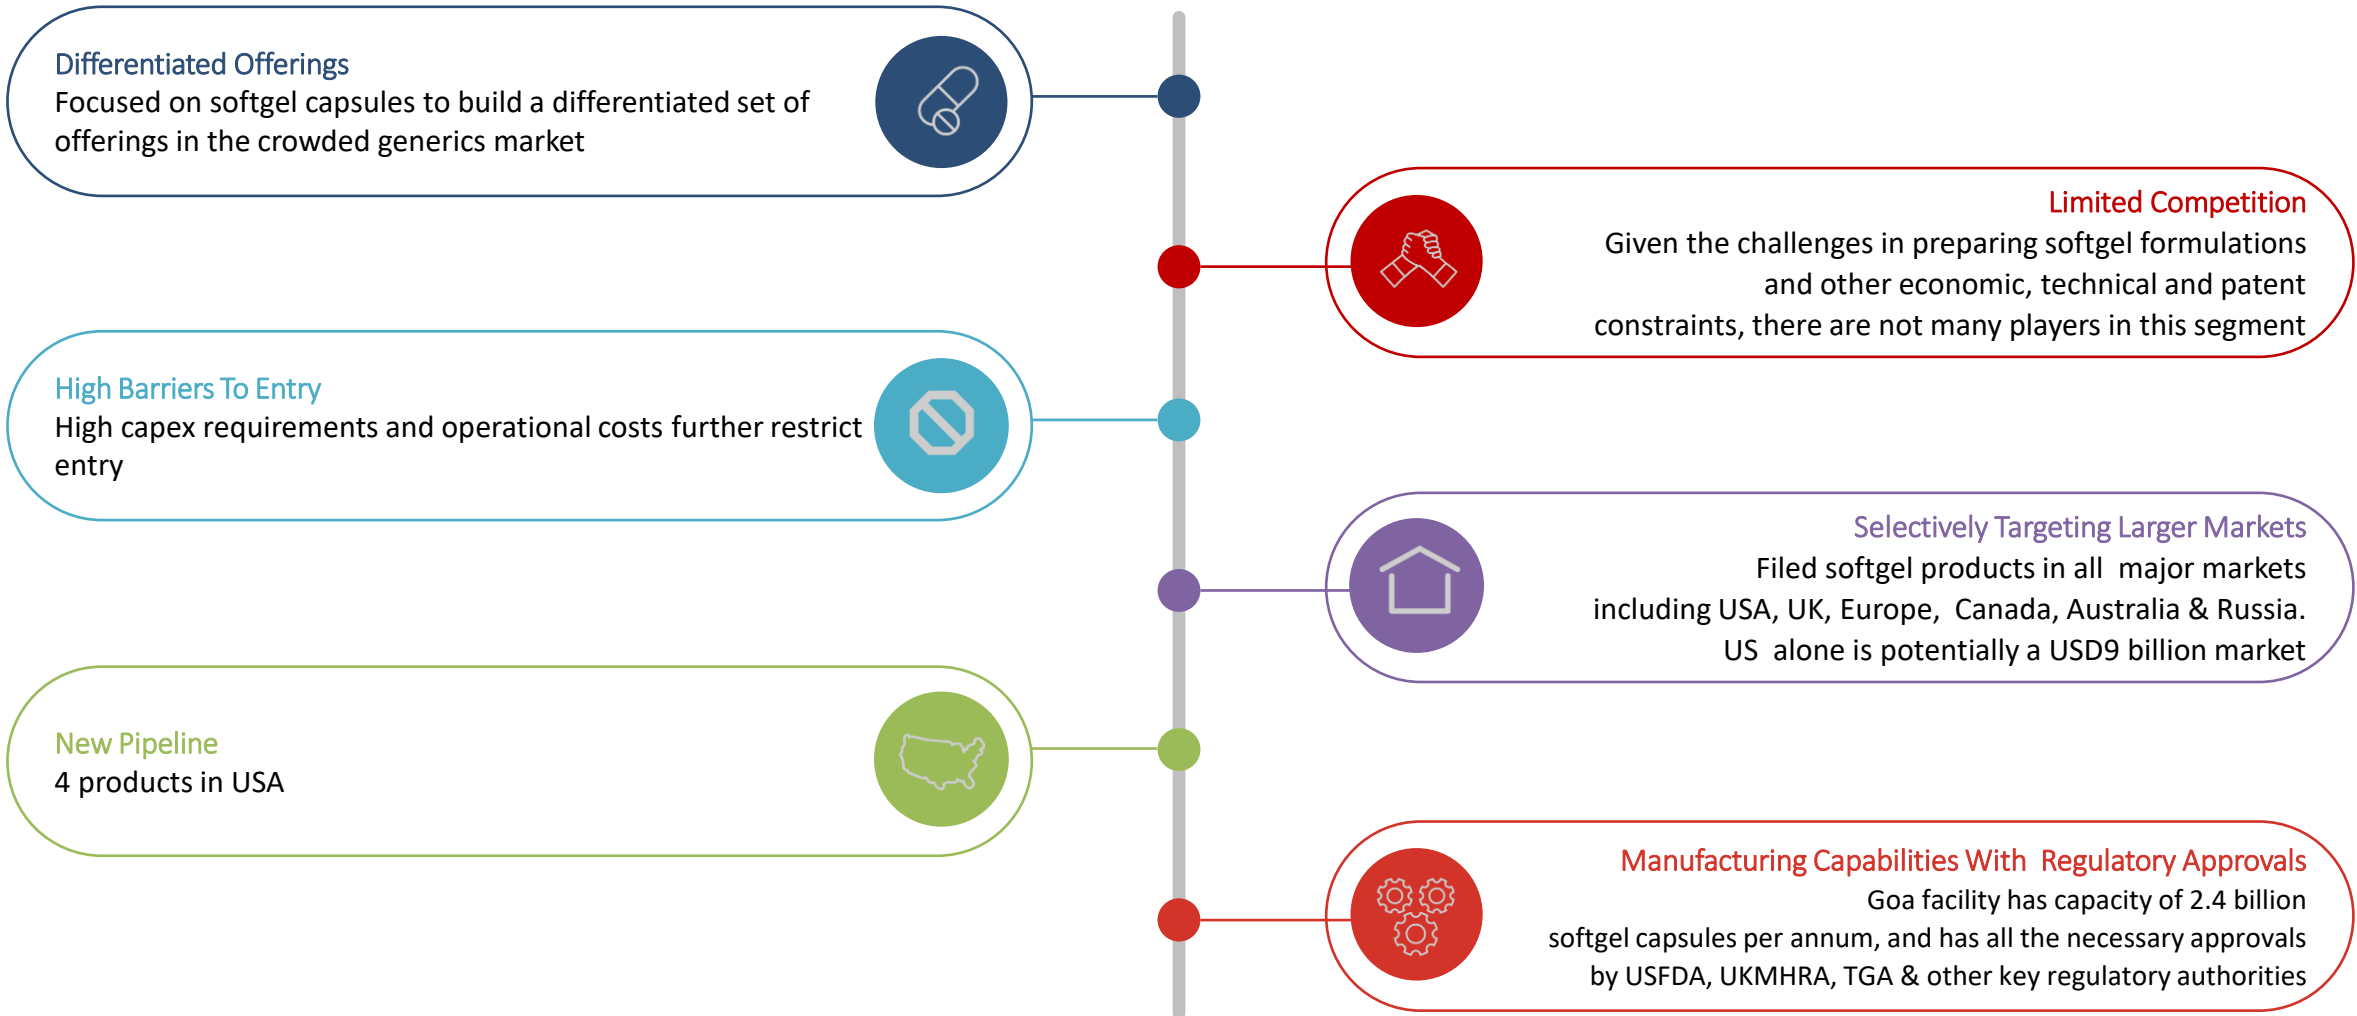 Differentiated Offerings
Focused on softgel capsules to build a differentiated set of
offerings in the crowded generics market
Limited Competition
Given the challenges in preparing softgel formulations
and other economic, technical and patent
constraints, there are not many players in this segment
High Barriers To Entry
High capex requirements and operational costs further restrict
entry
Selectively Targeting Larger Markets
Filed softgel products in all major markets
including USA, UK, Europe, Canada, Australia & Russia.
US alone is potentially a USD9 billion market
New Pipeline
4 products in USA
Manufacturing Capabilities With Regulatory Approvals
Goa facility has capacity of 2.4 billion
softgel capsules per annum, and has all the necessary approvals
by USFDA, UKMHRA, TGA & other key regulatory authorities